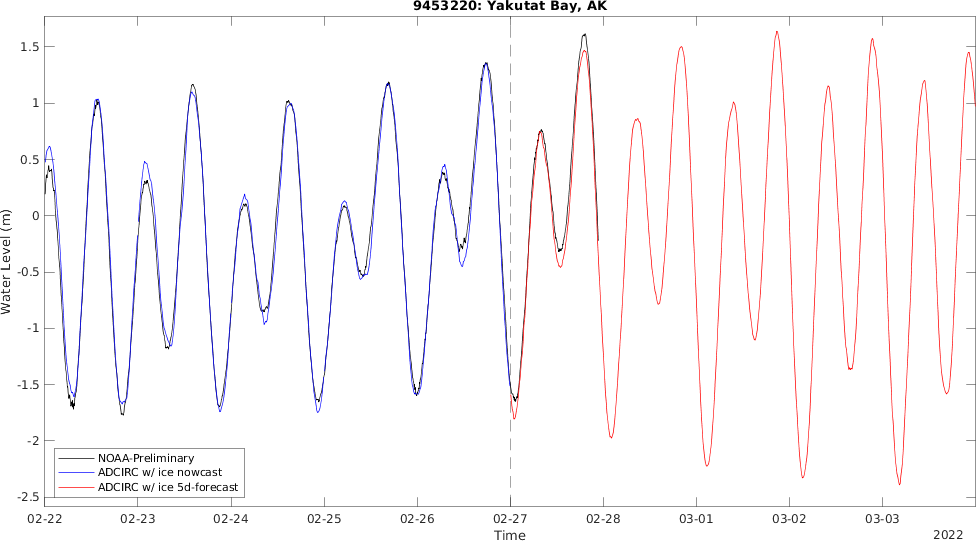 9453220: Yakutat Bay, AK
Water Level (m)
1.5
1
0.5
0
-0.5
-1
-1.5
-2
-2.5
NOAA-Preliminary
ADCIRC w/ ice nowcast
ADCIRC w/ ice 5d-forecast
02-22 02-23 02-24 02-25 02-26 02-27 02-28 03-01 03-02 03-03
Time
2022